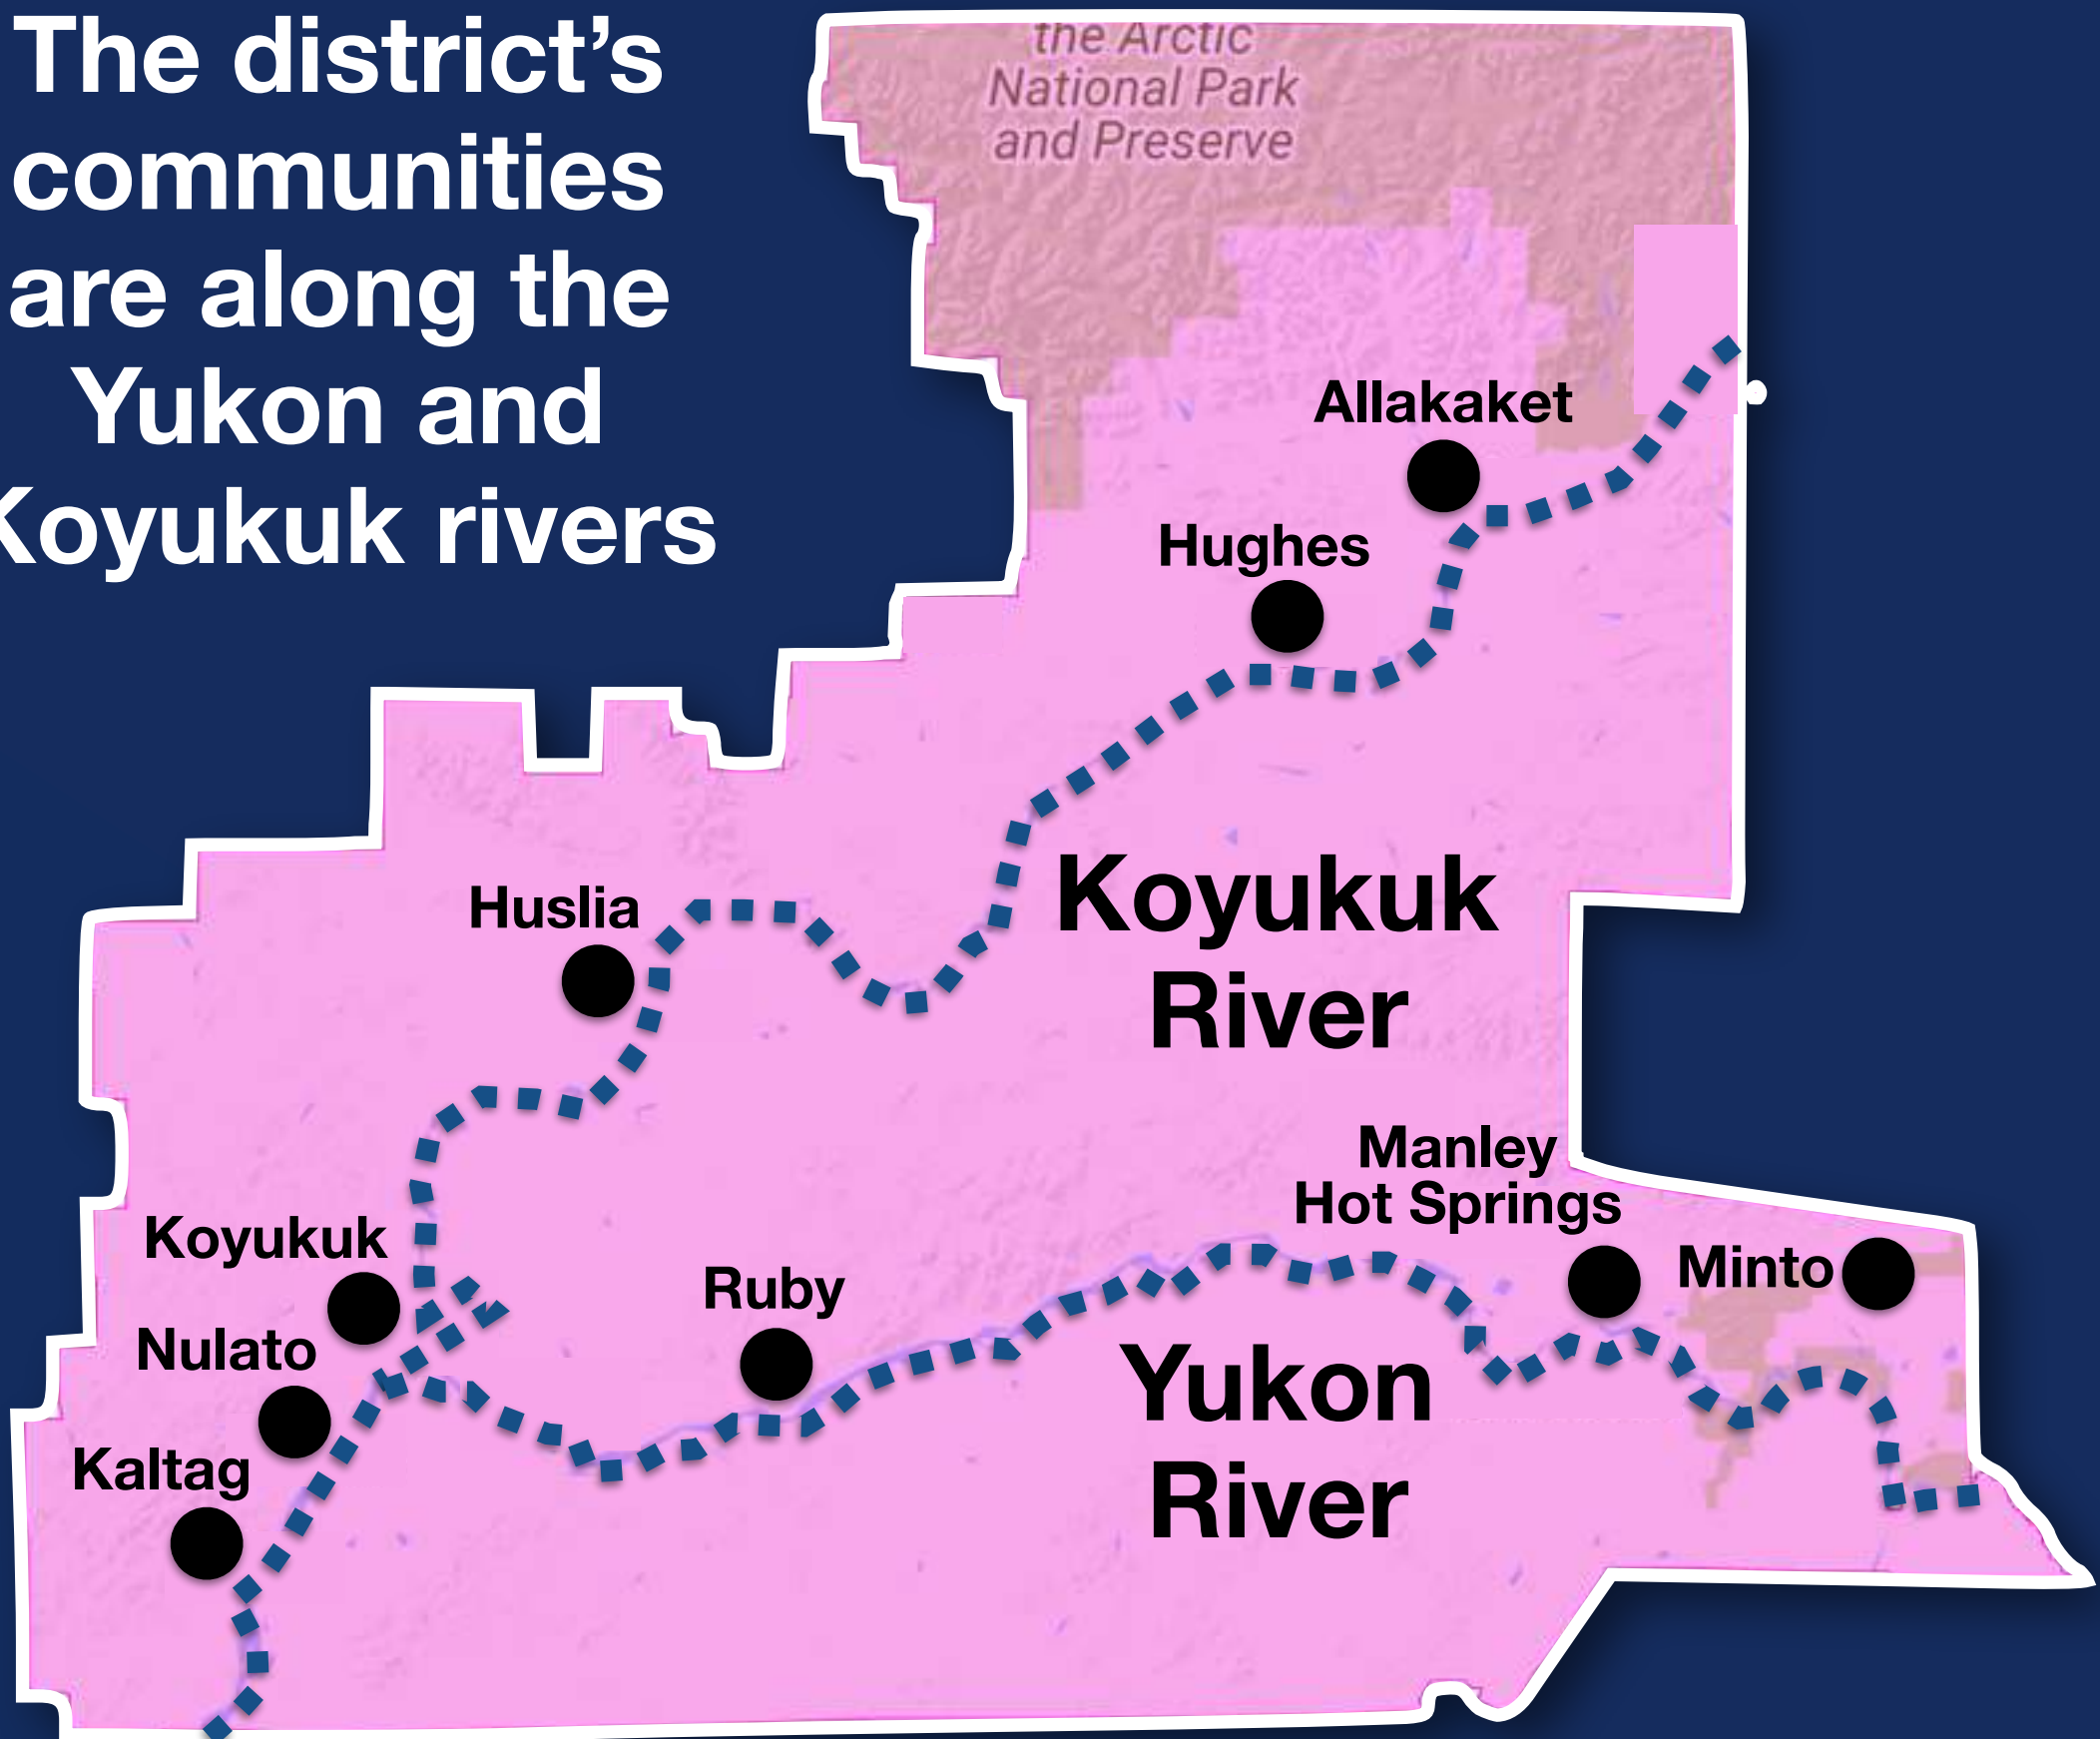 The district’s
communities
are along the
Yukon and
Koyukuk rivers
the Arctic
National Park
and Preserve
Allakaket
Hughes
Koyukuk
River
Huslia
Manley
Hot Springs
Minto
Koyukuk
Ruby
Nulato
Yukon
River
Kaltag